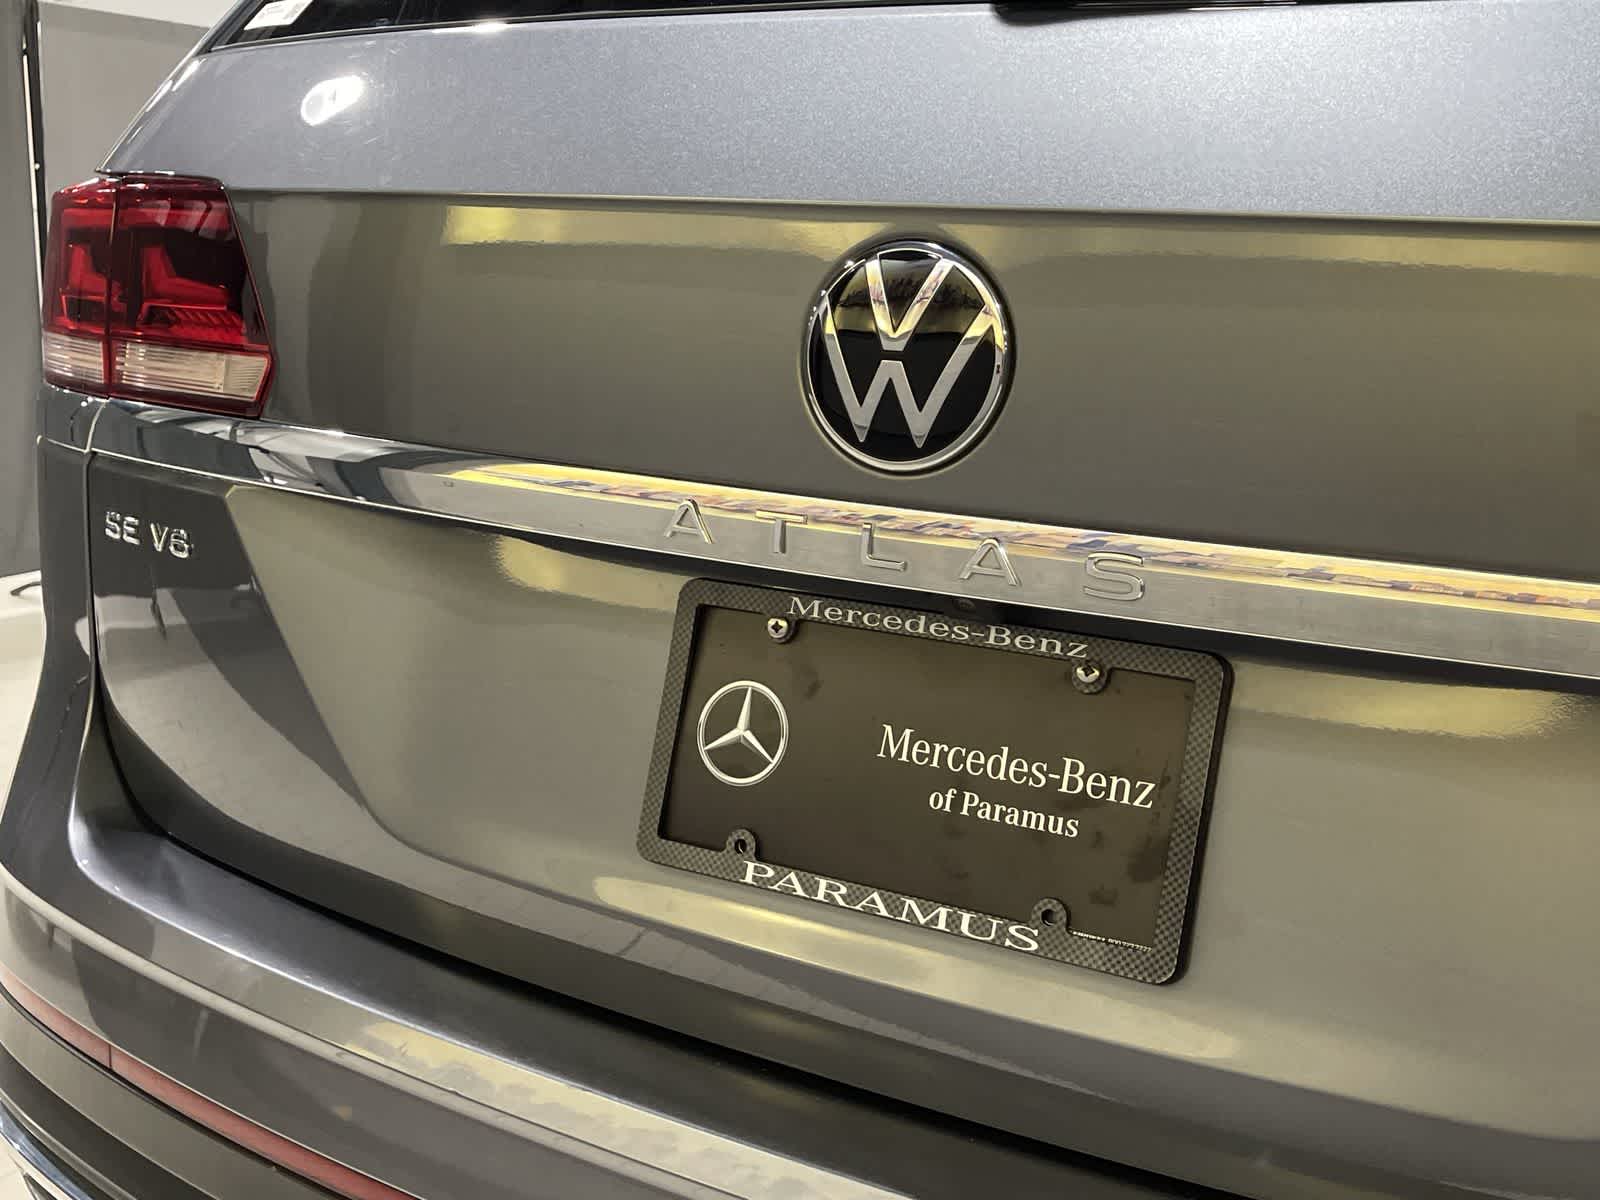 ATLAS
SE V6
Mercedes-Benz
Mercedes-Benz
of Paramus
PARAMUS